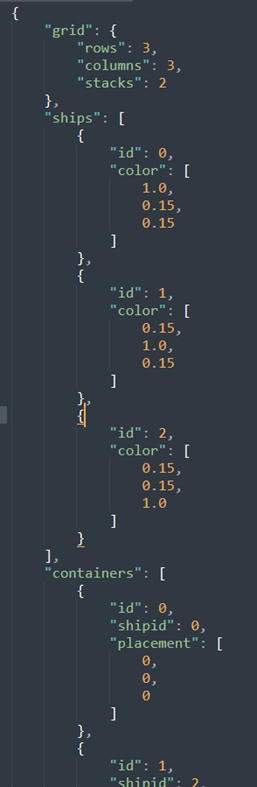 {
    "grid": {
        "rows": 3,
        "columns": 3,
        "stacks": 2
    },
    "ships": [
        {
            "id": 0,
            "color": [
                1.0,
                0.15,
                0.15
            ]
        },
        {
            "id": 1,
            "color": [
                0.15,
                1.0,
                0.15
            ]
        },
        {
            "id": 2,
            "color": [
                0.15,
                0.15,
                1.0
            ]
        }
    ],
    "containers": [
        {
            "id": 0,
            "shipid": 0,
            "placement": [
                0,
                0,
                0
            ]
        },
        {
            "id": 1,
            "shipid": 2,